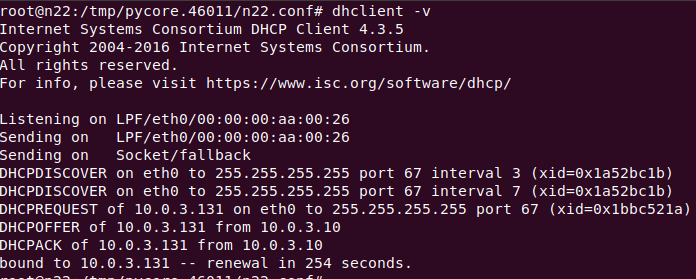 root@n22:/tmp/pycore.46011/n22.conf# dhclient -v
Internet Systems Consortium DHCP Client 4.3.5
Copyright 2004-2016 Internet Systems Consortium.
All rights reserved.
For info, please visit https://www.isc.org/software/dhcp/
Listening on LPF/eth0/00:00:00:aa:00:26
Sending on   LPF/eth0/00:00:00:aa:00:26
Sending on   Socket/fallback
DHCPDISCOVER on eth0 to 255.255.255.255 port 67 interval 3 (xid=0x1a52bc1b)
DHCPDISCOVER on eth0 to 255.255.255.255 port 67 interval 7 (xid=0x1a52bc1b)
DHCPREQUEST of 10.0.3.131 on eth0 to 255.255.255.255 port 67 (xid=0x1bbc521a)
DHCPOFFER of 10.0.3.131 from 10.0.3.10
DHCPACK of 10.0.3.131 from 10.0.3.10
bound to 10.0.3.131 -- renewal in 254 seconds.
root@n22:/tmp/pycore.46011/n22.conf#